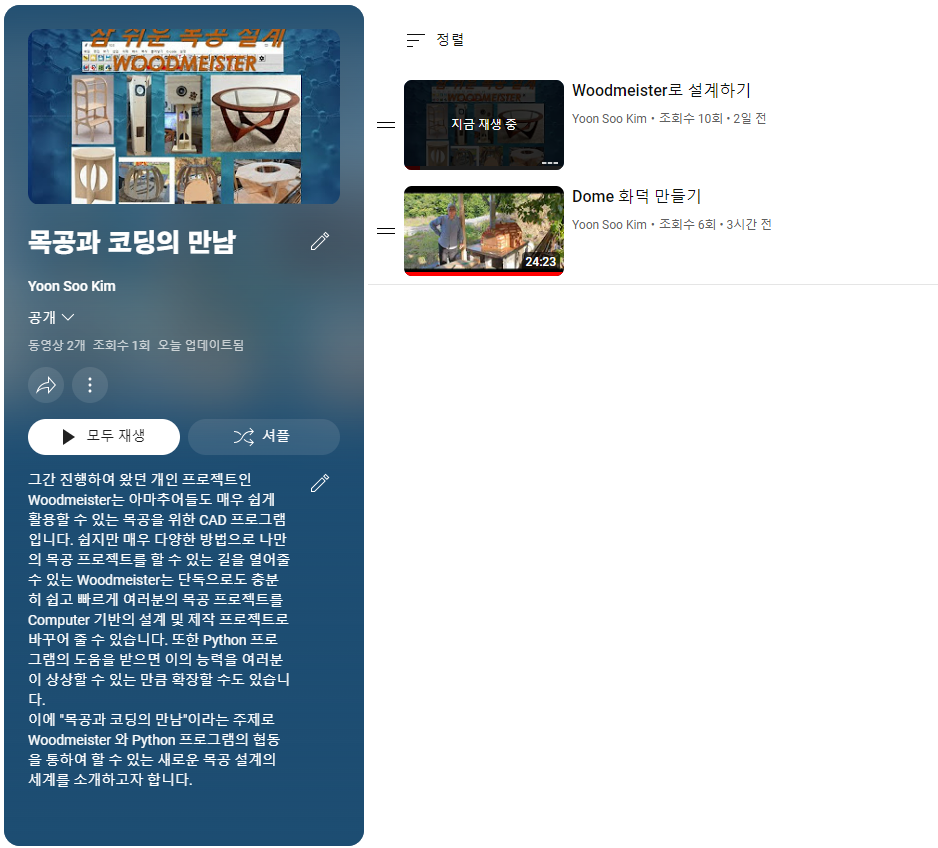 참 쉬운 목공 설계
WOODMEISTER
목공과 코딩의 만남
Yoon Soo Kim
공개
동영상 2개 조회수 1회 오늘 업데이트됨
모두 재생
셔플
그간 진행하여 왔던 개인 프로젝트인
Woodmeister는 아마추어들도 매우 쉽게
활용할 수 있는 목공을 위한 CAD 프로그램
입니다. 쉽지만 매우 다양한 방법으로 나만
의 목공 프로젝트를 할 수 있는 길을 열어줄
수 있는 Woodmeister는 단독으로도 충분
히 쉽고 빠르게 여러분의 목공 프로젝트를
Computer 기반의 설계 및 제작 프로젝트로
바꾸어 줄 수 있습니다. 또한 Python 프로
그램의 도움을 받으면 이의 능력을 여러분
이 상상할 수 있는 만큼 확장할 수도 있습니
다.
이에 "목공과 코딩의 만남"이라는 주제로
Woodmeister 와 Python 프로그램의 협동
을 통하여 할 수 있는 새로운 목공 설계의
세계를 소개하고자 합니다.
정렬
지금 재생 중
Woodmeister로 설계하기
Yoon Soo Kim • 조회수 10회 • 2일 전
24:23
Dome 화덕 만들기
Yoon Soo Kim • 조회수 6회 • 3시간 전